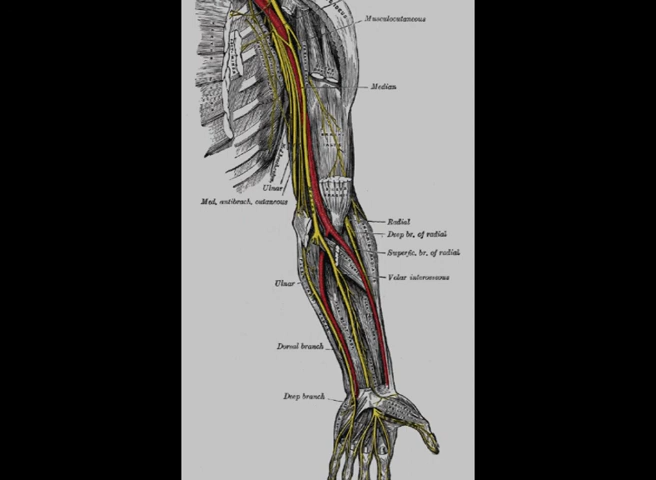 Musculocutaneous
Median
Ulnar
Med. antibrach. cutaneous
Radial
Deep br. of radial
Superfic. br. of radial
Volar interosseous
Ulnar
Dorsal branch
Deep branch